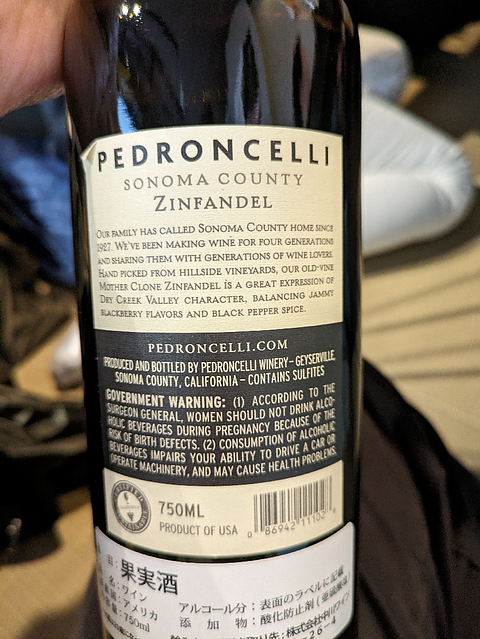 PEDRONCELLI
SONOMA COUNTY
ZINFANDEL
OUR FAMILY HAS CALLED SONOMA COUNTY HOME SINCE
1927. WE'VE BEEN MAKING WINE FOR FOUR GENERATIONS
AND SHARING THEM WITH GENERATIONS OF WINE LOVERS.
HAND PICKED FROM HILLSIDE VINEYARDS, OUR OLD-VINE
MOTHER CLONE ZINFANDEL IS A GREAT EXPRESSION OF
DRY CREEK VALLEY CHARACTER, BALANCING JAMMY
BLACKBERRY FLAVORS AND BLACK PEPPER SPICE.
PEDRONCELLI.COM
PRODUCED AND BOTTLED BY PEDRONCELLI WINERY – GEYSERVILLE,
SONOMA COUNTY, CALIFORNIA – CONTAINS SULFITES
GOVERNMENT WARNING: (1) ACCORDING TO THE
SURGEON GENERAL, WOMEN SHOULD NOT DRINK ALCO-
HOLIC BEVERAGES DURING PREGNANCY BECAUSE OF THE
RISK OF BIRTH DEFECTS. (2) CONSUMPTION OF ALCOHOLIC
BEVERAGES IMPAIRS YOUR ABILITY TO DRIVE A CAR OR
OPERATE MACHINERY, AND MAY CAUSE HEALTH PROBLEMS.
750ML
PRODUCT OF USA
0 86942 11102
目：果実酒
名：ワイン
アメリカ
750ml
アルコール分：表面のラベルに記載
添加物：酸化防止剤